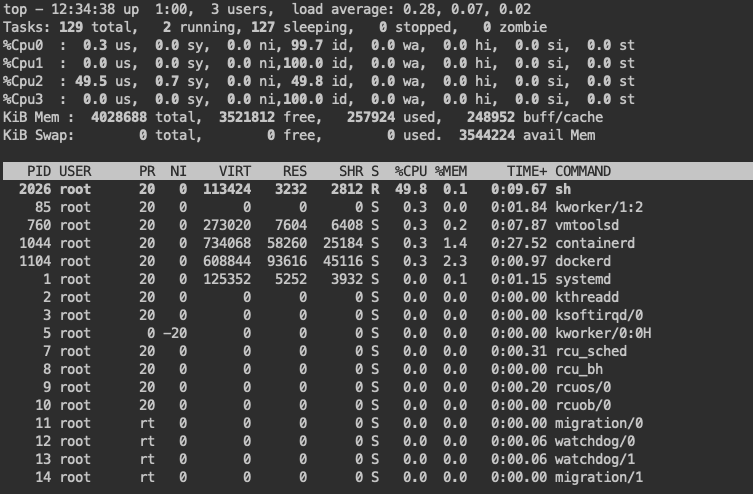 top - 12:34:38 up  1:00,  3 users,  load average: 0.28, 0.07, 0.02
Tasks: 129 total,   2 running, 127 sleeping,   0 stopped,   0 zombie
%Cpu0  :  0.3 us,  0.0 sy,  0.0 ni, 99.7 id,  0.0 wa,  0.0 hi,  0.0 si,  0.0 st
%Cpu1  :  0.0 us,  0.0 sy,  0.0 ni,100.0 id,  0.0 wa,  0.0 hi,  0.0 si,  0.0 st
%Cpu2  : 49.5 us,  0.7 sy,  0.0 ni, 49.8 id,  0.0 wa,  0.0 hi,  0.0 si,  0.0 st
%Cpu3  :  0.0 us,  0.0 sy,  0.0 ni,100.0 id,  0.0 wa,  0.0 hi,  0.0 si,  0.0 st
KiB Mem :  4028688 total,  3521812 free,   257924 used,   248952 buff/cache
KiB Swap:        0 total,        0 free,        0 used.  3544224 avail Mem
PID USER      PR  NI    VIRT    RES    SHR S  %CPU %MEM     TIME+ COMMAND
2026 root      20   0  113424   3232   2812 R  49.8  0.1   0:09.67 sh
85 root      20   0       0      0      0 S   0.3  0.0   0:01.84 kworker/1:2
760 root      20   0  273020   7604   6408 S   0.3  0.2   0:07.87 vmtoolsd
1044 root      20   0  734068  58260  25184 S   0.3  1.4   0:27.52 containerd
1104 root      20   0  608844  93616  45116 S   0.3  2.3   0:00.97 dockerd
1 root      20   0  125352   5252   3932 S   0.0  0.1   0:01.15 systemd
2 root      20   0       0      0      0 S   0.0  0.0   0:00.00 kthreadd
3 root      20   0       0      0      0 S   0.0  0.0   0:00.00 ksoftirqd/0
5 root       0 -20       0      0      0 S   0.0  0.0   0:00.00 kworker/0:0H
7 root      20   0       0      0      0 S   0.0  0.0   0:00.31 rcu_sched
8 root      20   0       0      0      0 S   0.0  0.0   0:00.00 rcu_bh
9 root      20   0       0      0      0 S   0.0  0.0   0:00.20 rcuos/0
10 root      20   0       0      0      0 S   0.0  0.0   0:00.00 rcuob/0
11 root      rt   0       0      0      0 S   0.0  0.0   0:00.00 migration/0
12 root      rt   0       0      0      0 S   0.0  0.0   0:00.06 watchdog/0
13 root      rt   0       0      0      0 S   0.0  0.0   0:00.06 watchdog/1
14 root      rt   0       0      0      0 S   0.0  0.0   0:00.00 migration/1